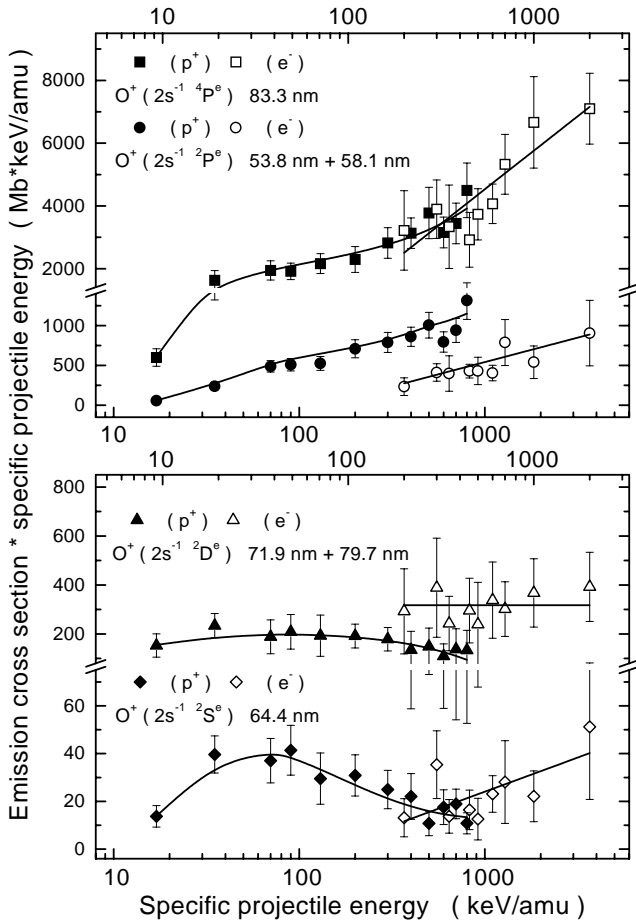 10 100 1000
8000
6000
4000
2000
1000
500
0
( p+ ) ( e- )
O+ ( 2s-1 4Pe ) 83.3 nm
( p+ ) ( e- )
O+ ( 2s-1 2Pe ) 53.8 nm + 58.1 nm
10 100 1000
10 100 1000
800
600
400
200
60
40
20
0
( p+ ) ( e- )
O+ ( 2s-1 2De ) 71.9 nm + 79.7 nm
( p+ ) ( e- )
O+ ( 2s-1 2Se ) 64.4 nm
10 100 1000
Specific projectile energy ( keV/amu )
Emission cross section * specific projectile energy ( Mb*keV/amu )